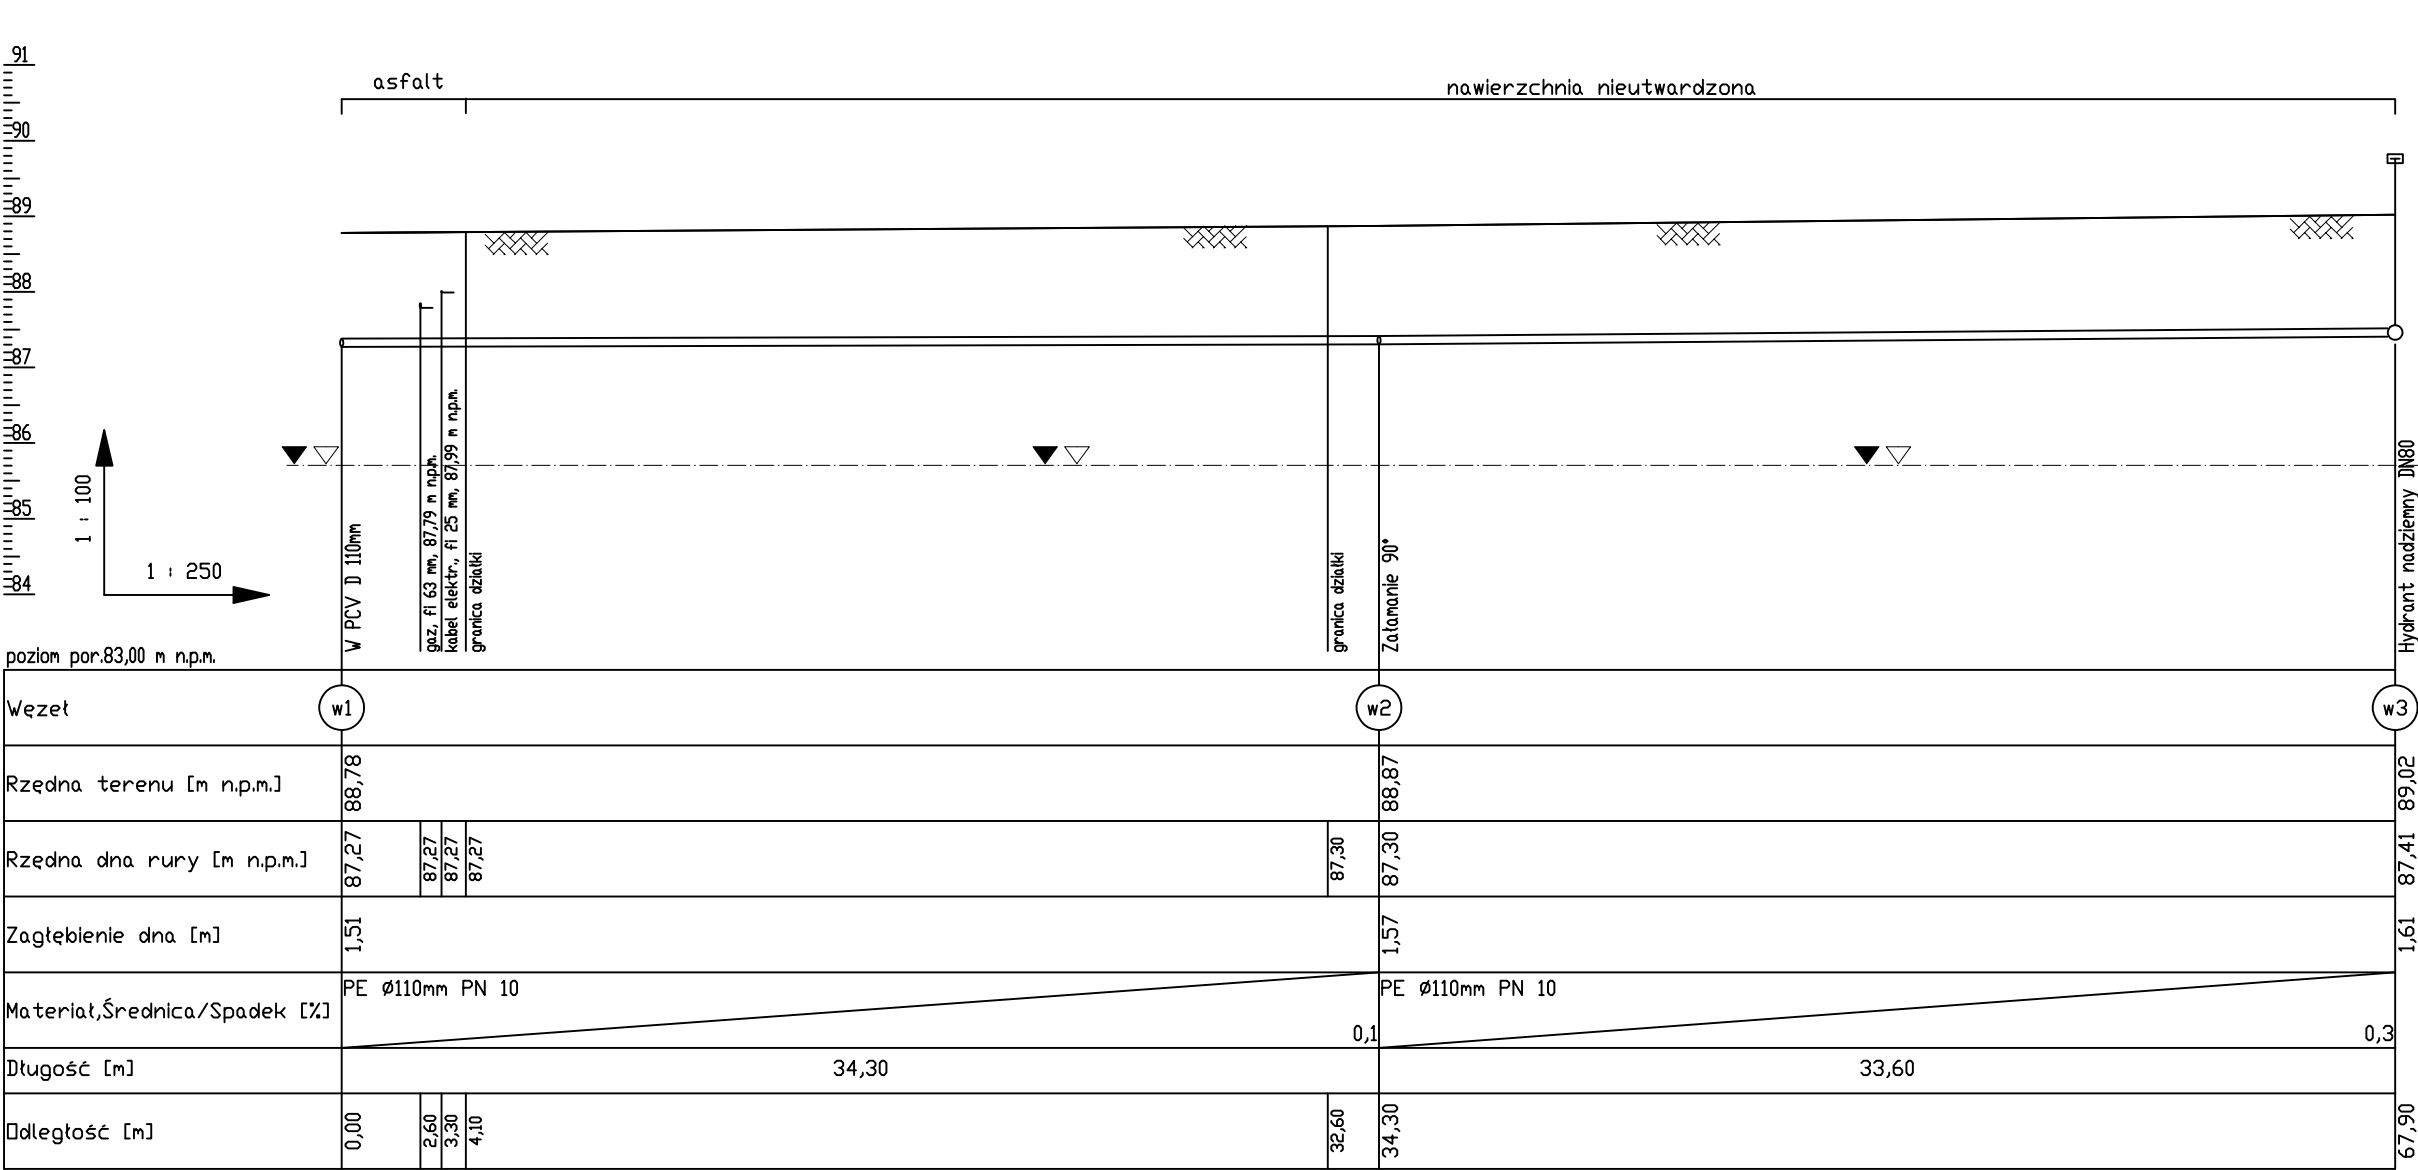 91
90
89
88
87
86
85
84
asfalt
nawierzchnia nieutwardzona
1 : 100
1 : 250
W PCV D 110mm
gaz, fi 63 mm, 87,79 m n.p.m.
kabel elektr., fi 25 mm, 87,99 m n.p.m.
granica działki
granica działki
Załamanie 90°
Hydrant nadziemny DN80
poziom por.83,00 m n.p.m.
Węzeł
w1
w2
w3
Rzędna terenu [m n.p.m.]
88,78
88,87
89,02
Rzędna dna rury [m n.p.m.]
87,27
87,27
87,27
87,27
87,30
87,30
87,41
Zagłębienie dna [m]
1,51
1,57
1,61
Materiał,Średnica/Spadek [%]
PE Ø110mm PN 10
0,1
PE Ø110mm PN 10
0,3
Długość [m]
34,30
33,60
Odległość [m]
0,00
2,60
3,30
4,10
32,60
34,30
67,90